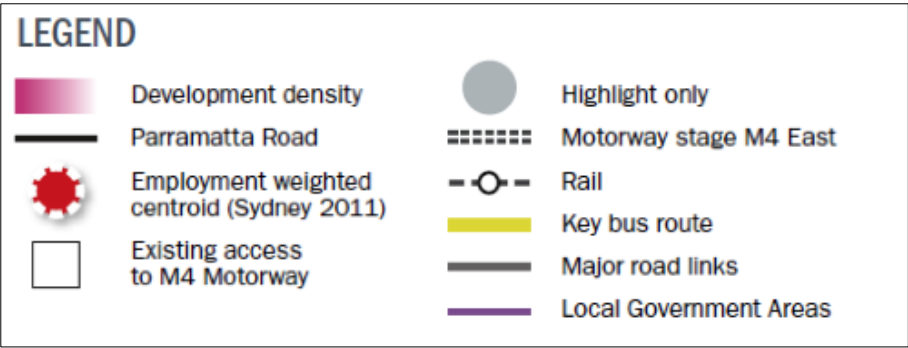 LEGEND
Development density
Parramatta Road
Employment weighted
centroid (Sydney 2011)
Existing access
to M4 Motorway
Highlight only
Motorway stage M4 East
Rail
Key bus route
Major road links
Local Government Areas